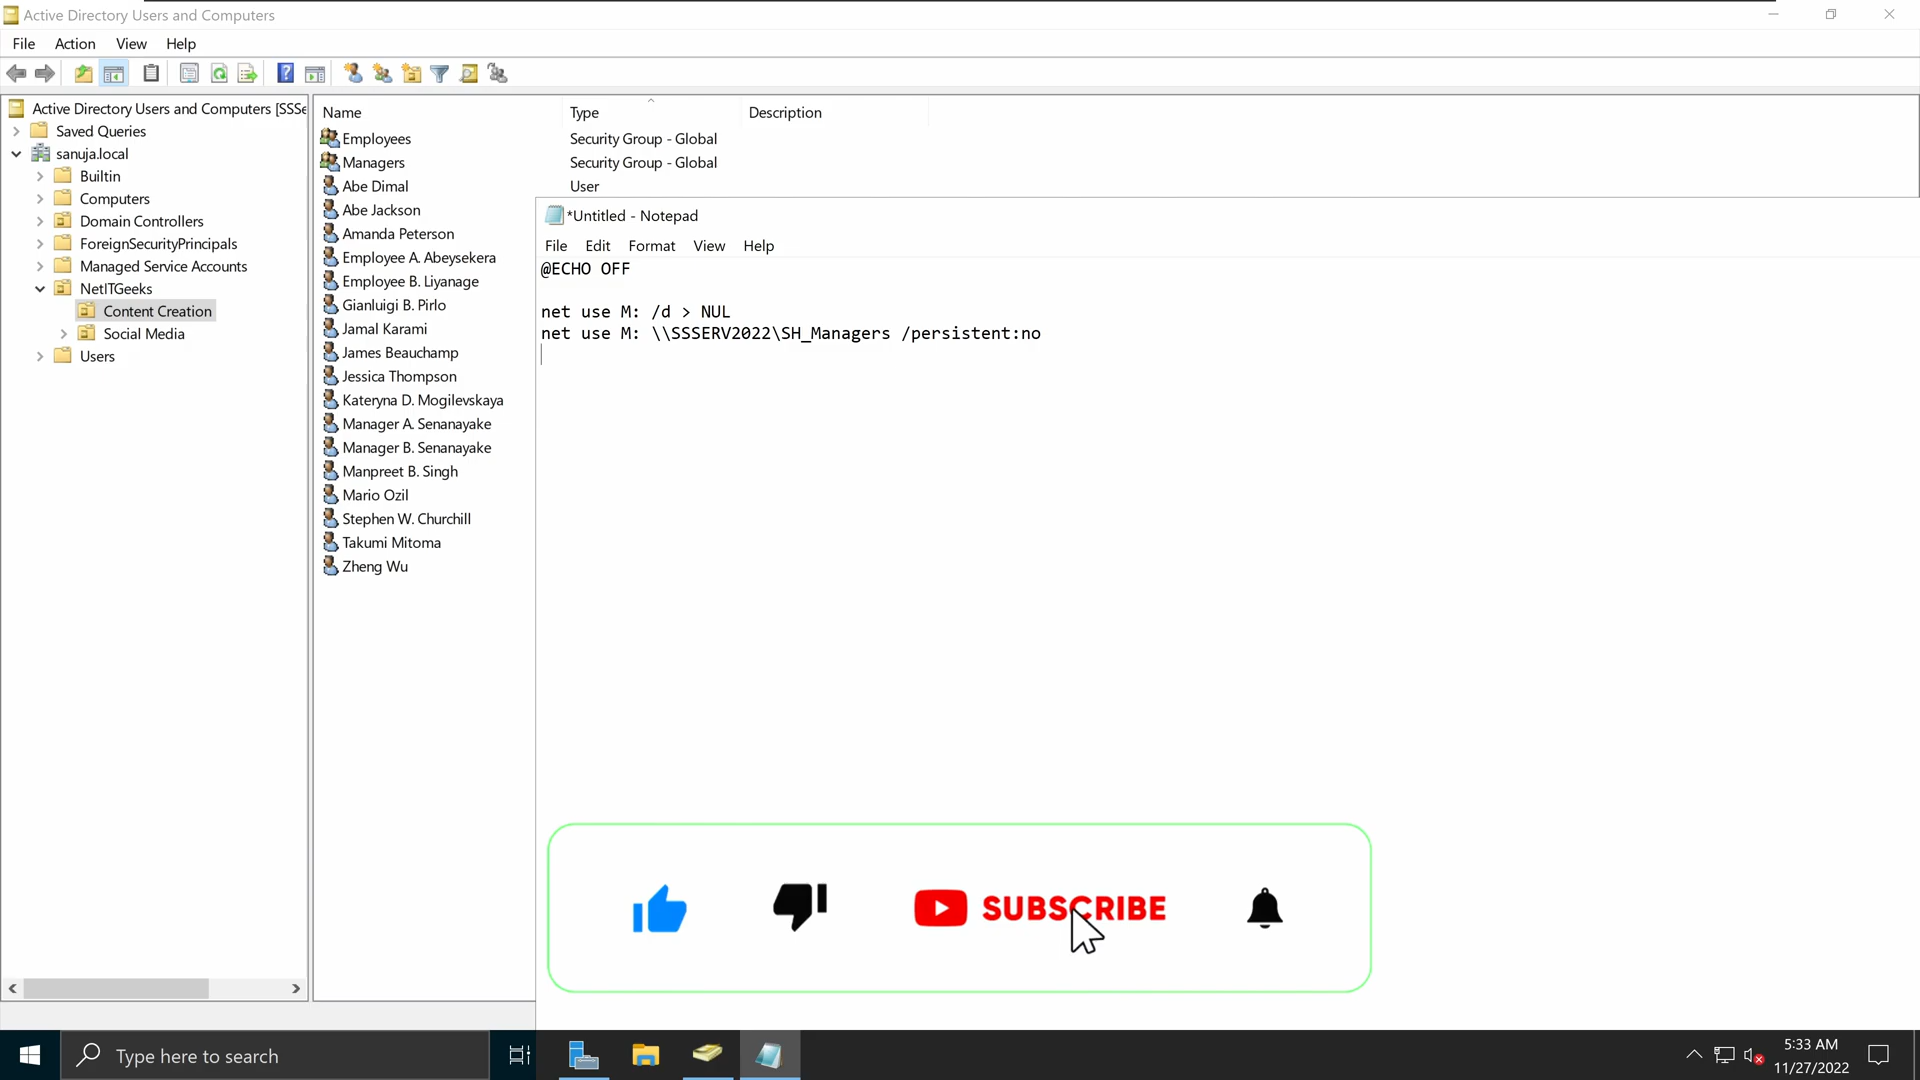 Active Directory Users and Computers
File Action View Help
Active Directory Users and Computers [SSSe
Saved Queries
sanuja.local
Builtin
Computers
Domain Controllers
ForeignSecurityPrincipals
Managed Service Accounts
NetITGeeks
Content Creation
Social Media
Users
Name Type Description
Employees Security Group - Global
Managers Security Group - Global
Abe Dimal User
Abe Jackson
Amanda Peterson
Employee A. Abeysekera
Employee B. Liyanage
Gianluigi B. Pirlo
Jamal Karami
James Beauchamp
Jessica Thompson
Kateryna D. Mogilevskaya
Manager A. Senanayake
Manager B. Senanayake
Manpreet B. Singh
Mario Ozil
Stephen W. Churchill
Takumi Mitoma
Zheng Wu
*Untitled - Notepad
File Edit Format View Help
@ECHO OFF
net use M: /d > NUL
net use M: \\SSSERV2022\SH_Managers /persistent:no
SUBSCRIBE
Type here to search
5:33 AM
11/27/2022